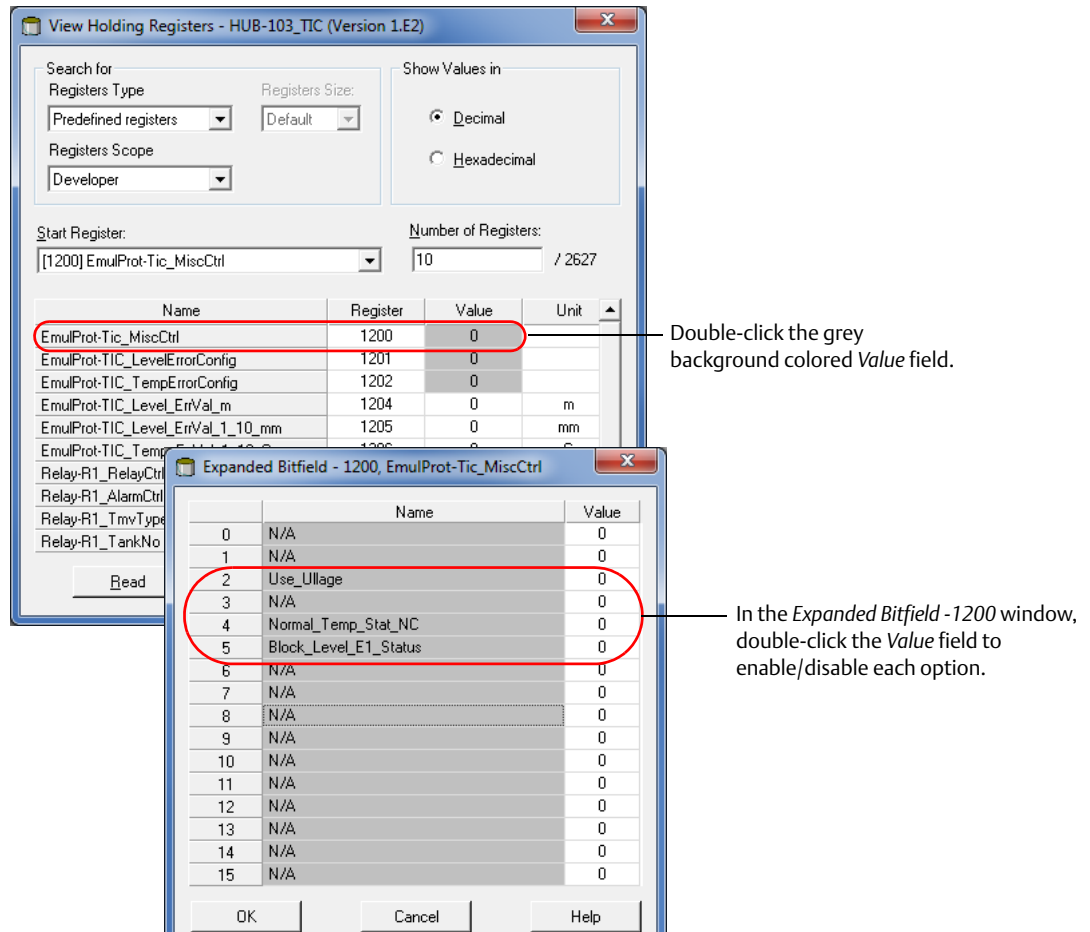 View Holding Registers - HUB-103_TIC (Version 1.E2)
Search for
Registers Type
Registers Size:
Predefined registers
Default
Registers Scope
Developer
Show Values in
Decimal
Hexadecimal
Start Register:
[1200] EmulProt-Tic_MiscCtrl
Number of Registers:
10 / 2627
Name Register Value Unit
EmulProt-Tic_MiscCtrl 1200 0
EmulProt-TIC_LevelErrorConfig 1201 0
EmulProt-TIC_TempErrorConfig 1202 0
EmulProt-TIC_Level_ErrVal_m 1204 0 m
EmulProt-TIC_Level_ErrVal_1_10_mm 1205 0 mm
Relay-R1_RelayCtrl
Relay-R1_AlarmCtrl
Relay-R1_TmvType
Relay-R1_TankNo
Read
Double-click the grey
background colored Value field.
Expanded Bitfield - 1200, EmulProt-Tic_MiscCtrl
Name Value
0 N/A 0
1 N/A 0
2 Use_Ullage 0
3 N/A 0
4 Normal_Temp_Stat_NC 0
5 Block_Level_E1_Status 0
6 N/A 0
7 N/A 0
8 N/A 0
9 N/A 0
10 N/A 0
11 N/A 0
12 N/A 0
13 N/A 0
14 N/A 0
15 N/A 0
OK Cancel Help
In the Expanded Bitfield -1200 window,
double-click the Value field to
enable/disable each option.